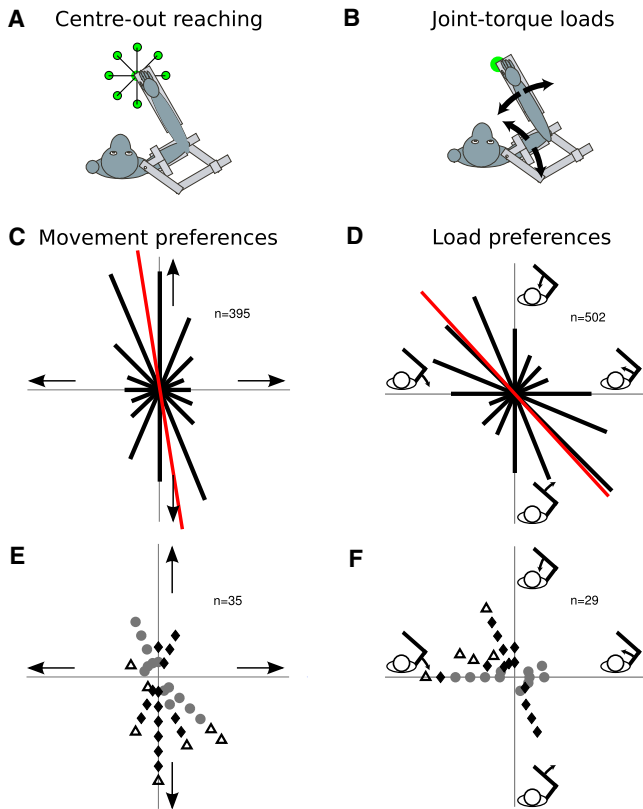 A Centre-out reaching
B Joint-torque loads
C Movement preferences
n=395
D Load preferences
n=502
E
n=35
F
n=29